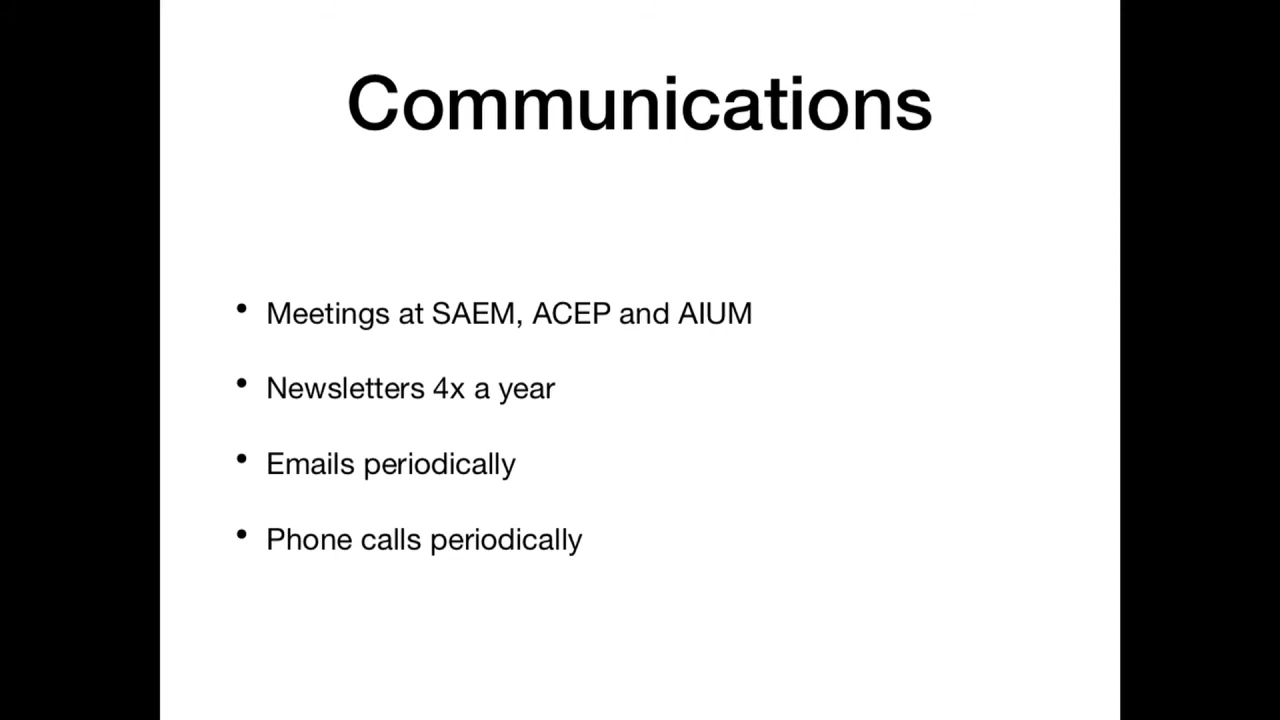 Communications
• Meetings at SAEM, ACEP and AIUM
• Newsletters 4x a year
• Emails periodically
• Phone calls periodically